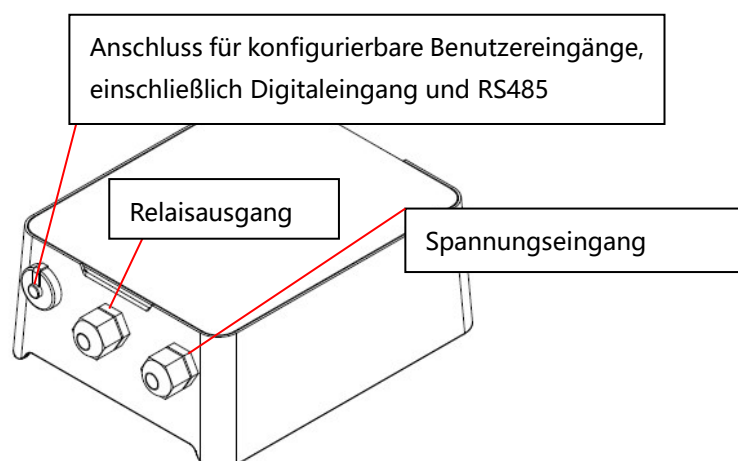 Anschluss für konfigurierbare Benutzereingänge,
einschließlich Digitaleingang und RS485
Relaisausgang
Spannungseingang